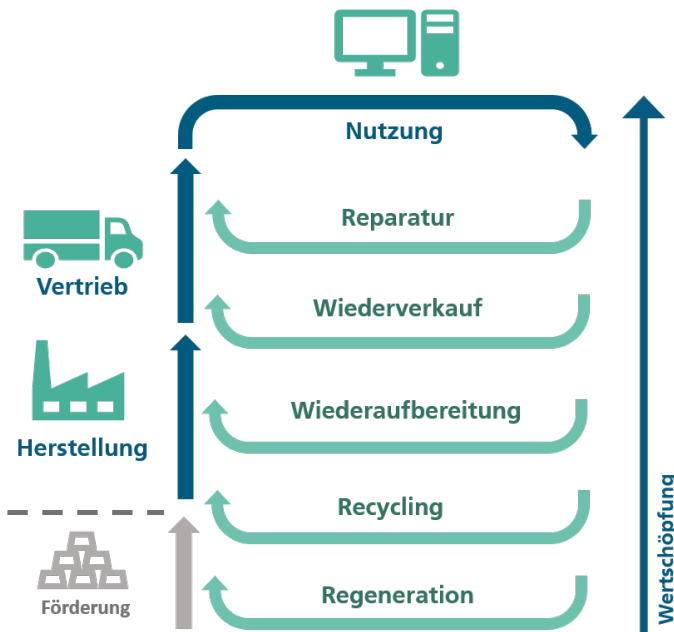 Nutzung
Reparatur
Vertrieb
Wiederverkauf
Wiederaufbereitung
Herstellung
Recycling
Förderung
Regeneration
Wertschöpfung